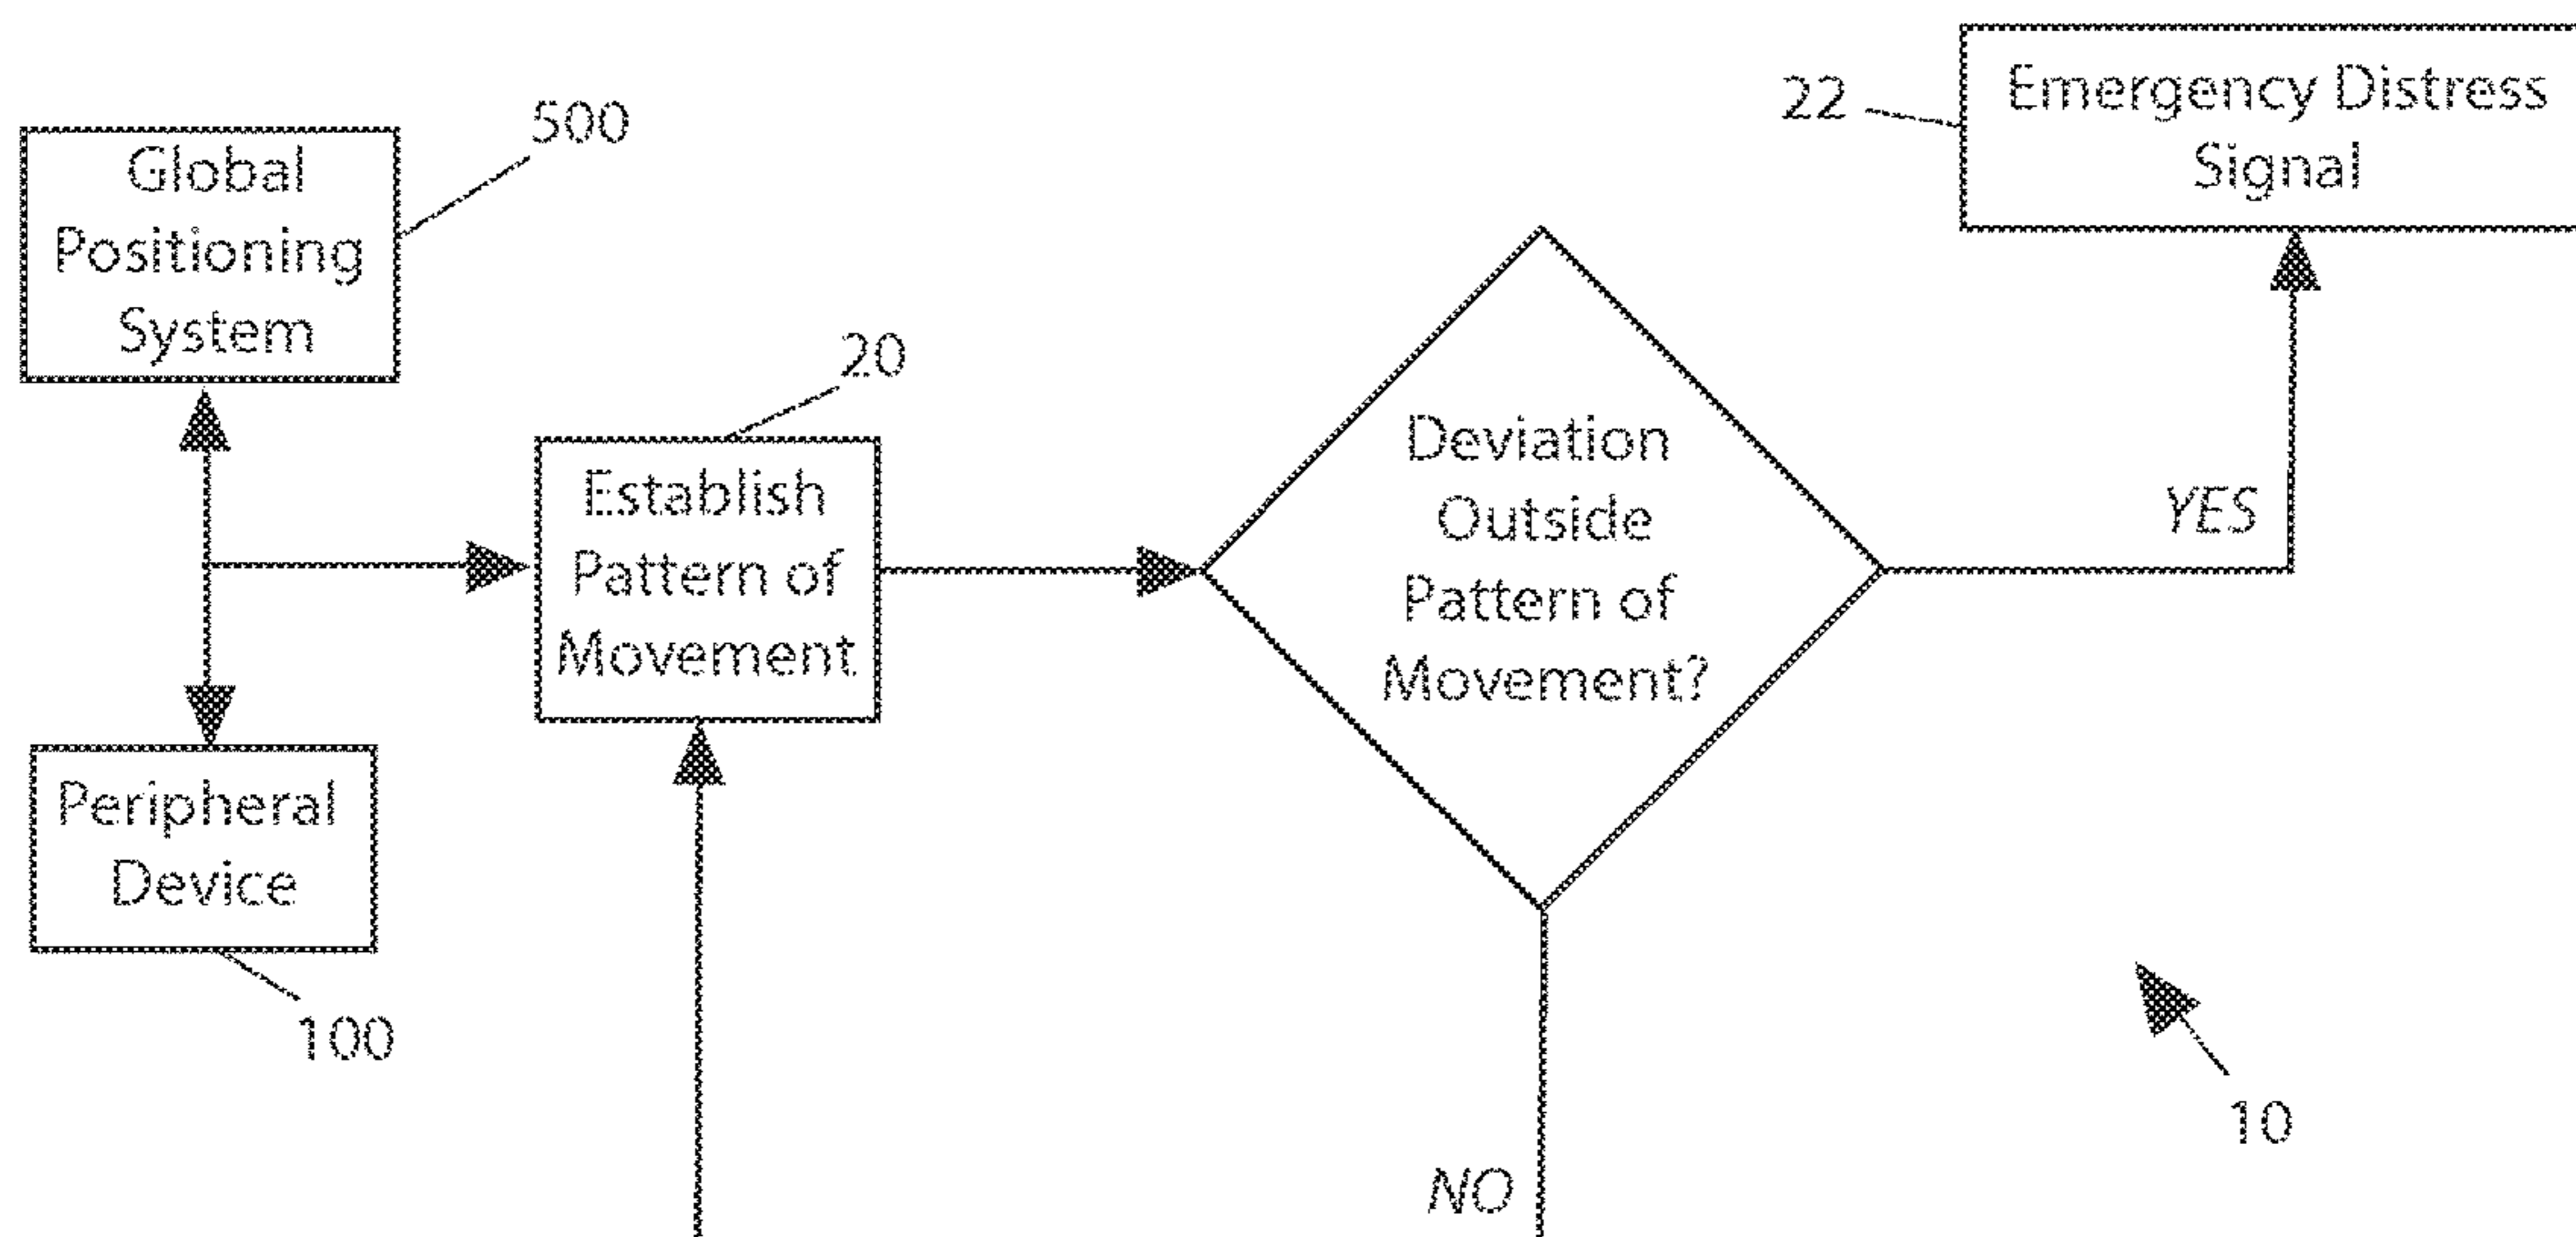 500
Global
Positioning
System
20
Establish
Pattern of
Movement
Peripheral
Device
100
Deviation
Outside
Pattern of
Movement?
YES
22
Emergency Distress
Signal
NO
10